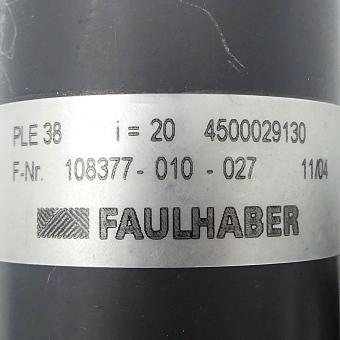 PLE 38 i = 20 4500029130
F-Nr. 108377- 010 - 027 11/04
FAULHABER